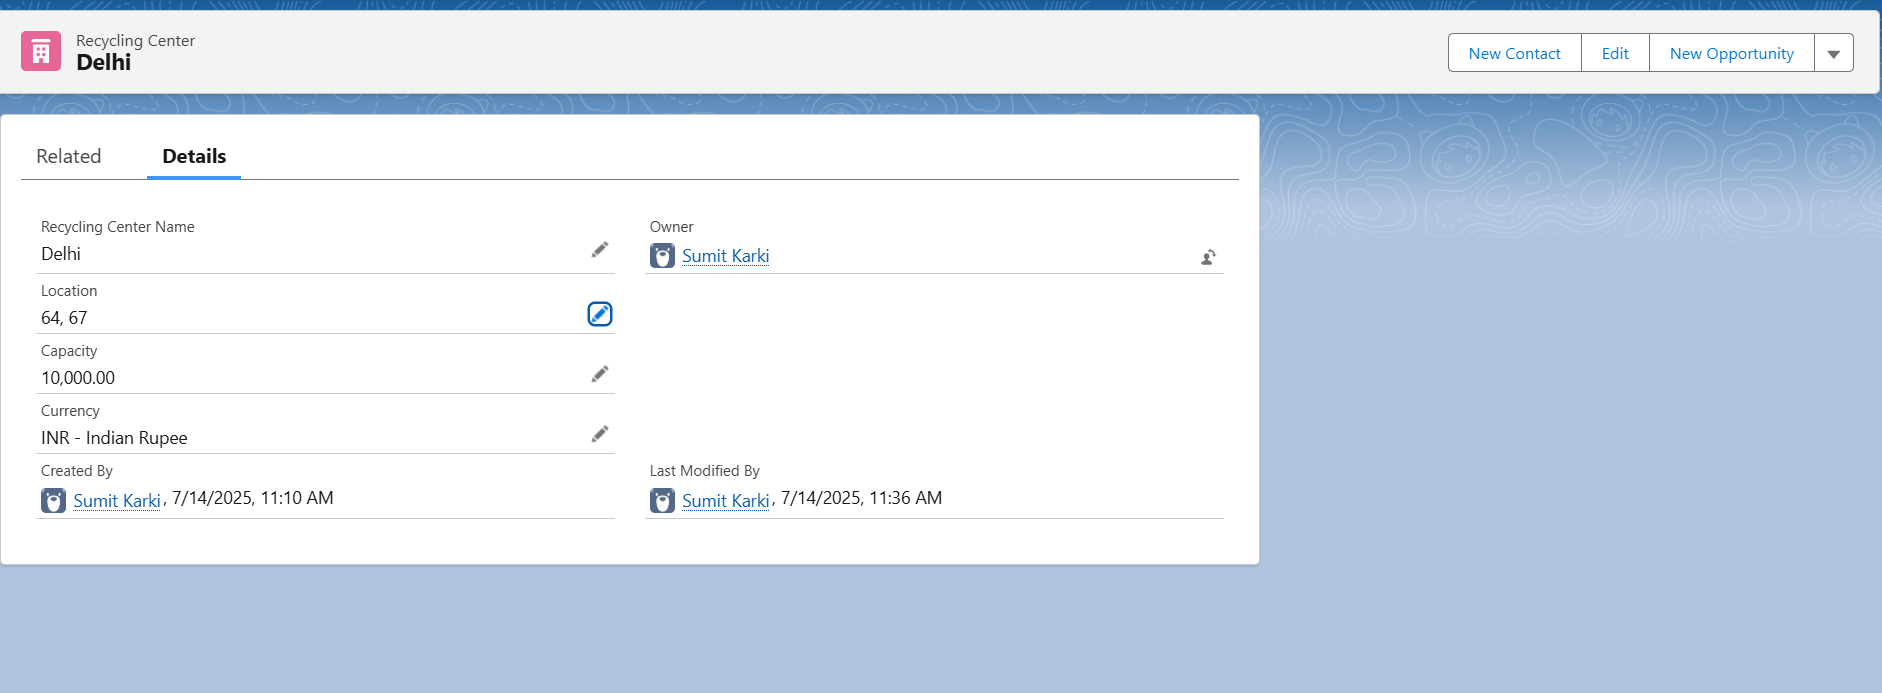 Recycling Center
Delhi
New Contact
Edit
New Opportunity
Related
Details
Recycling Center Name
Delhi
Owner
Sumit Karki
Location
64, 67
Capacity
10,000.00
Currency
INR - Indian Rupee
Created By
Sumit Karki, 7/14/2025, 11:10 AM
Last Modified By
Sumit Karki, 7/14/2025, 11:36 AM